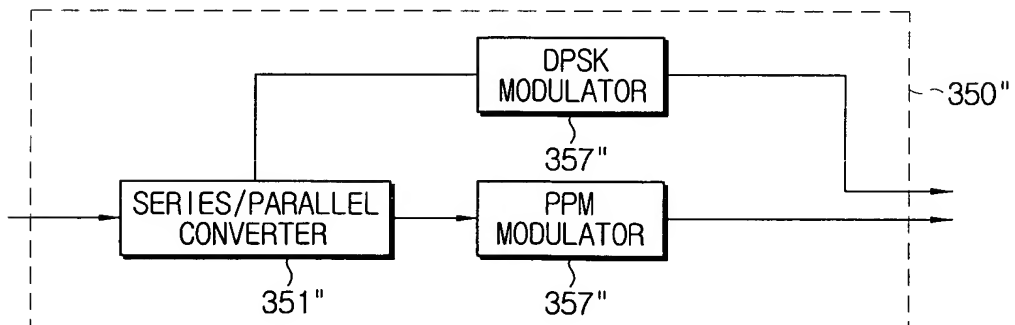 DPSK
MODULATOR
350"
357"
SERIES/PARALLEL
CONVERTER
PPM
MODULATOR
351"
357"